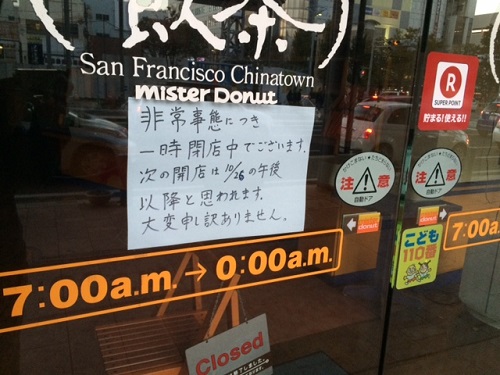 飲茶
San Francisco Chinatown
mister Donut
非常事態につき
一時閉店中でございます。
次の開店は10/26の午後
以降と思われます。
大変申し訳ありません。
7:00a.m.→0:00a.m.
Closed
R
SUPER POINT
貯まる!使える!!
注!意
自動ドア
donut
注!意
自動ドア
こども
110番
7:00a